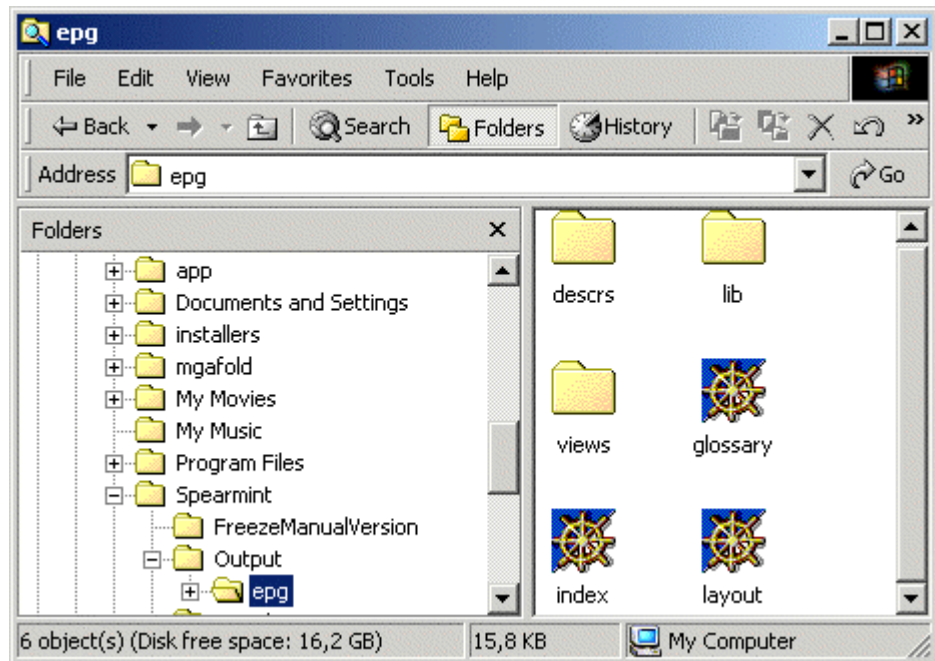 epg
File Edit View Favorites Tools Help
Back Search Folders History »
Address epg Go
Folders
app
Documents and Settings
installers
mgafold
My Movies
My Music
Program Files
Spearmint
FreezeManualVersion
Output
epg
descrs lib
views glossary
index layout
6 object(s) (Disk free space: 16,2 GB) 15,8 KB My Computer